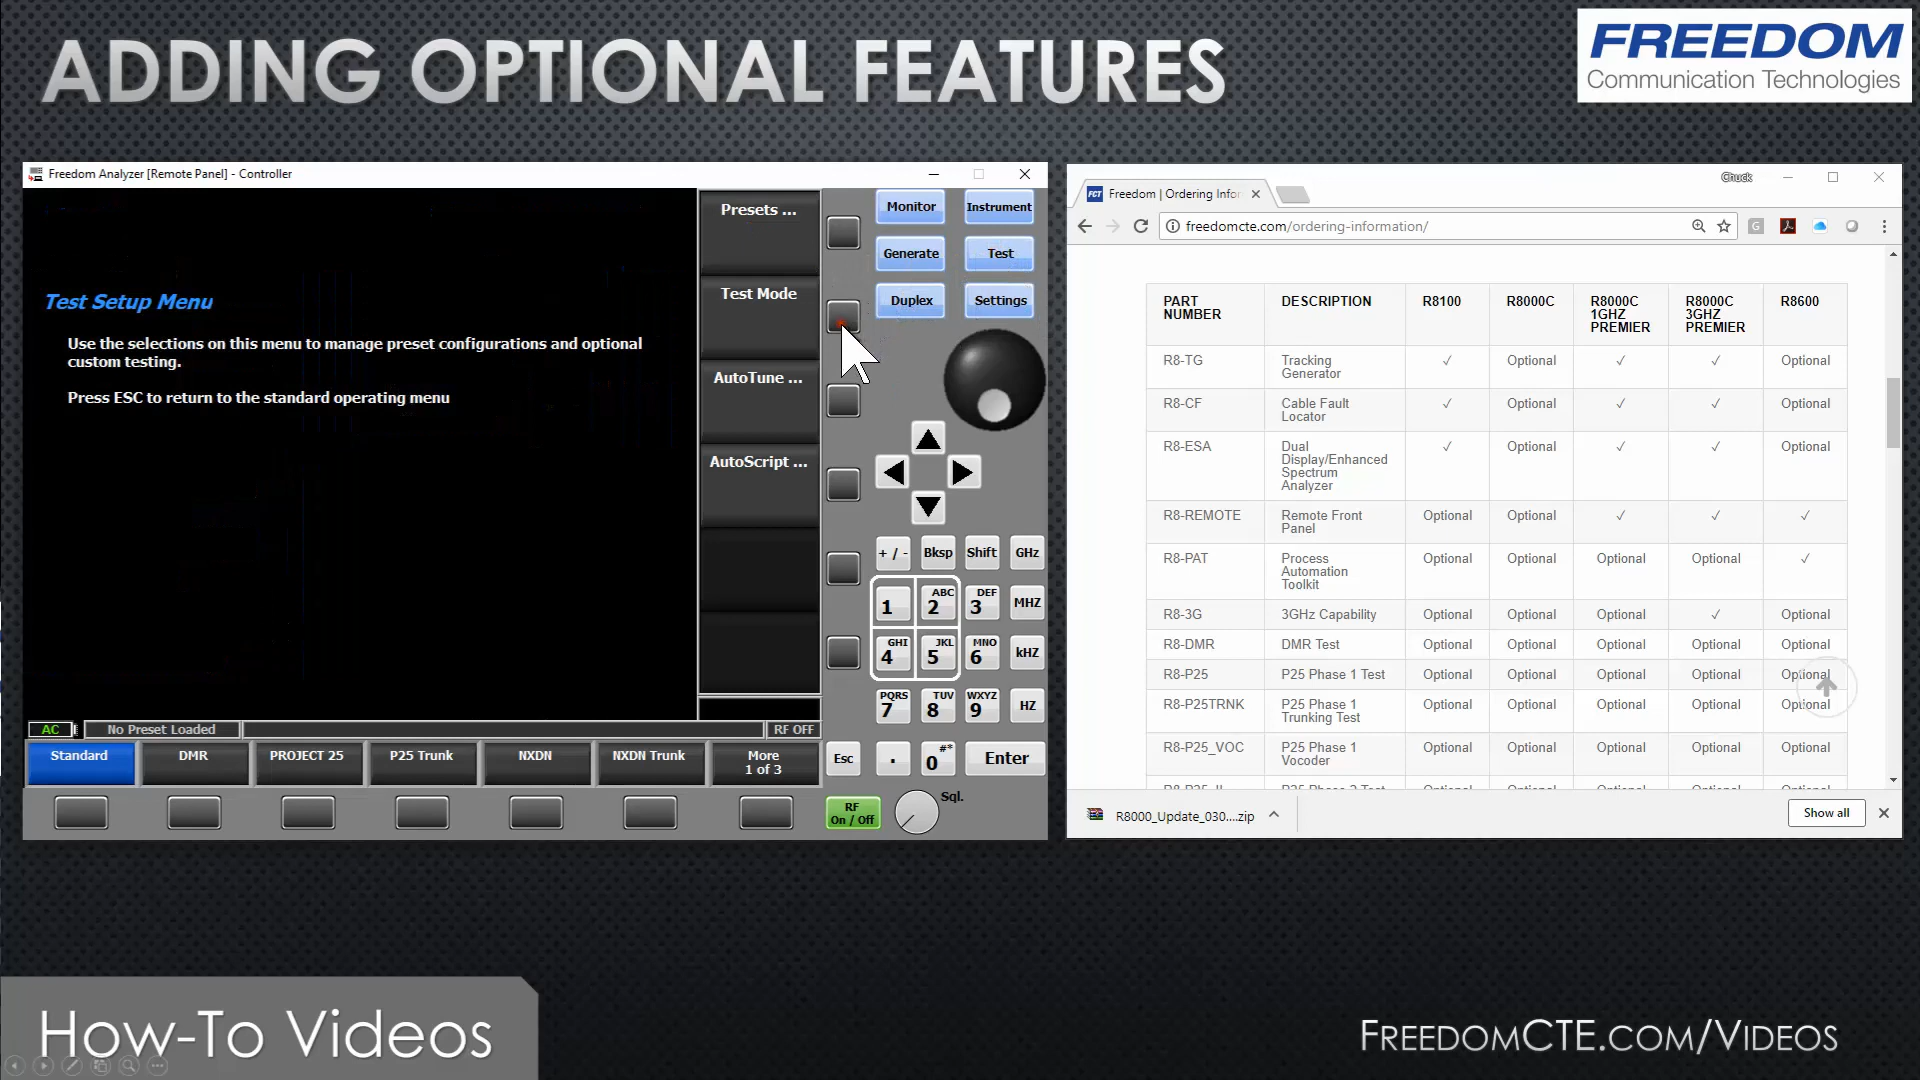 ADDING OPTIONAL FEATURES
FREEDOM
Communication Technologies
Freedom Analyzer [Remote Panel] - Controller
Test Setup Menu
Use the selections on this menu to manage preset configurations and optional
custom testing.
Press ESC to return to the standard operating menu
Presets ...
Test Mode
AutoTune ...
AutoScript ...
Monitor Instrument
Generate Test
Duplex Settings
+ / - Bksp Shift GHz
1 ABC 2 DEF 3 MHZ
GHI 4 JKL 5 MNO 6 kHZ
PQRS 7 TUV 8 WXYZ 9 HZ
Esc . 0 #* Enter
RF
On / Off
Sql.
AC No Preset Loaded RF OFF
Standard DMR PROJECT 25 P25 Trunk NXDN NXDN Trunk More
1 of 3
Chuck
FCT Freedom | Ordering Infor
freedomcte.com/ordering-information/
G
PART NUMBER DESCRIPTION R8100 R8000C R8000C 1GHZ PREMIER R8000C 3GHZ PREMIER R8600
R8-TG Tracking Generator ✓ Optional ✓ ✓ Optional
R8-CF Cable Fault Locator ✓ Optional ✓ ✓ Optional
R8-ESA Dual Display/Enhanced Spectrum Analyzer ✓ Optional ✓ ✓ Optional
R8-REMOTE Remote Front Panel Optional Optional ✓ ✓ ✓
R8-PAT Process Automation Toolkit Optional Optional Optional Optional ✓
R8-3G 3GHz Capability Optional Optional Optional ✓ Optional
R8-DMR DMR Test Optional Optional Optional Optional Optional
R8-P25 P25 Phase 1 Test Optional Optional Optional Optional Optional
R8-P25TRNK P25 Phase 1 Trunking Test Optional Optional Optional Optional Optional
R8-P25_VOC P25 Phase 1 Vocoder Optional Optional Optional Optional Optional
R8000_Update_030....zip Show all
How-To Videos
FREEDOMCTE.COM/VIDEOS